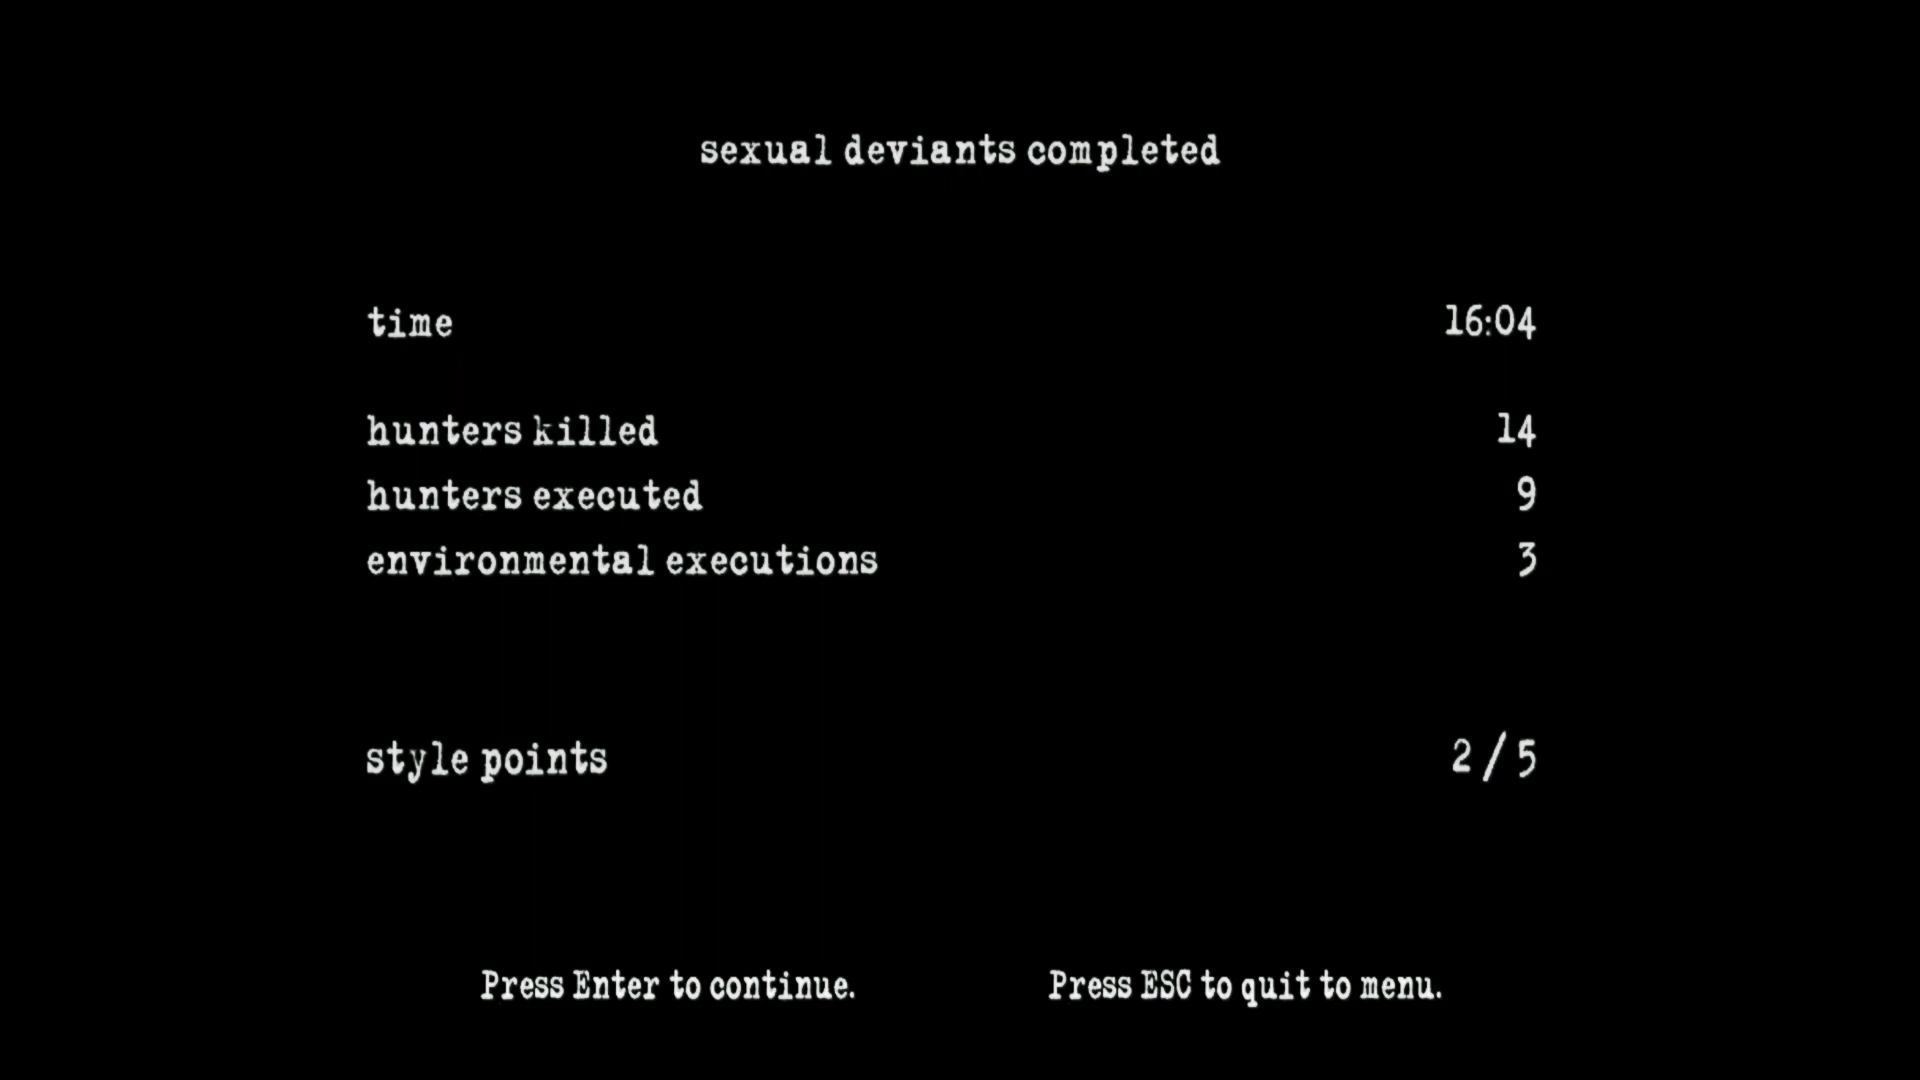 sexual deviants completed
time 16:04
hunters killed 14
hunters executed 9
environmental executions 3
style points 2 / 5
Press Enter to continue. Press ESC to quit to menu.